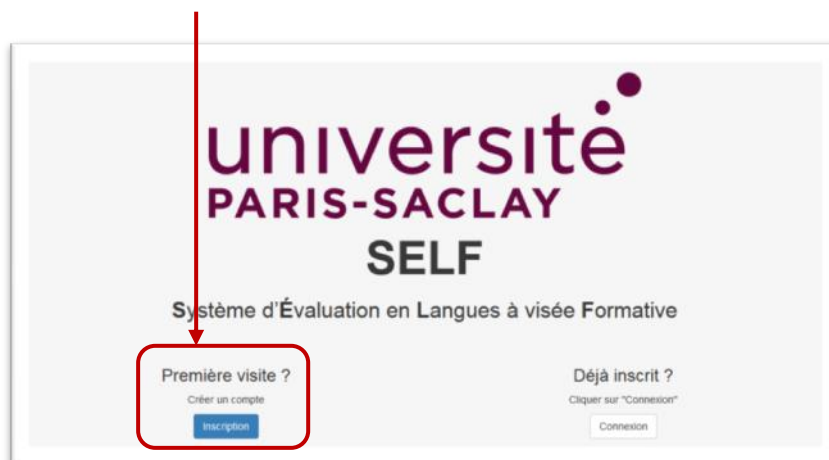 université
PARIS-SACLAY
SELF
Système d'Évaluation en Langues à visée Formative
Première visite ?
Créer un compte
Inscription
Déjà inscrit ?
Cliquer sur "Connexion"
Connexion